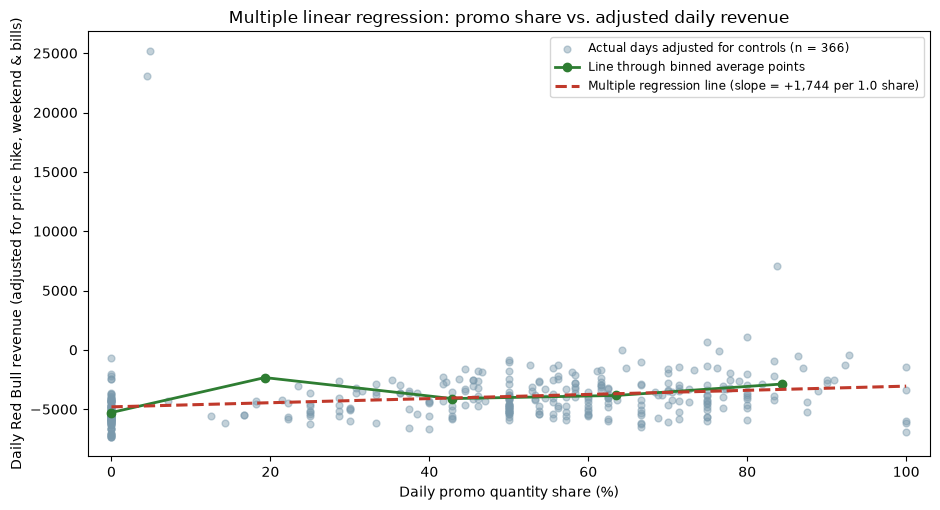 Multiple linear regression: promo share vs. adjusted daily revenue
Actual days adjusted for controls (n = 366)
Line through binned average points
Multiple regression line (slope = +1,744 per 1.0 share)
Daily Red Bull revenue (adjusted for price hike, weekend & bills)
25000
20000
15000
10000
5000
0
−5000
0 20 40 60 80 100
Daily promo quantity share (%)